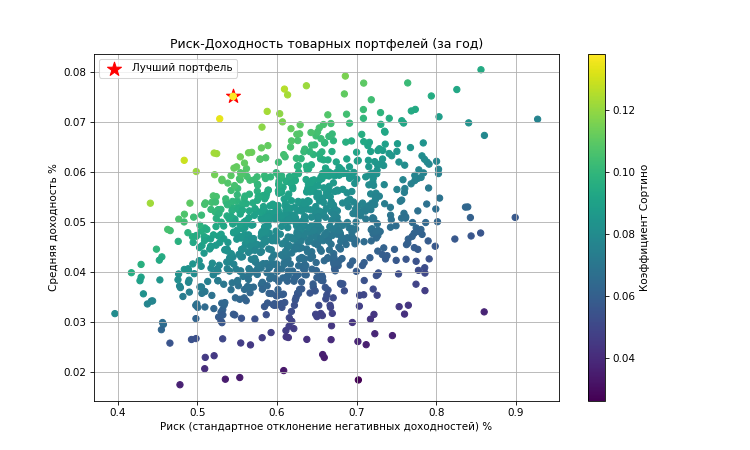 Риск-Доходность товарных портфелей (за год)
Лучший портфель
0.08
0.07
0.06
0.05
0.04
0.03
0.02
Средняя доходность %
0.4 0.5 0.6 0.7 0.8 0.9
Риск (стандартное отклонение негативных доходностей) %
0.12
0.10
0.08
0.06
0.04
Коэффициент Сортино